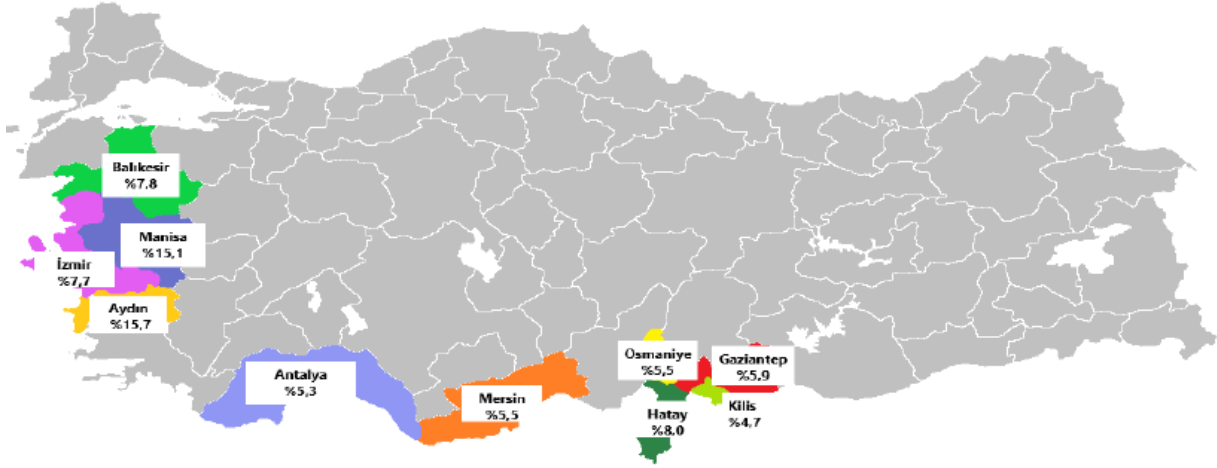 Balıkesir
%7.8
Manisa
%15,1
İzmir
%7,7
Aydın
%15,7
Antalya
%5,3
Mersin
%5,5
Osmaniye
%5,5
Gaziantep
%5,9
Hatay
%8.0
Kilis
%4,7